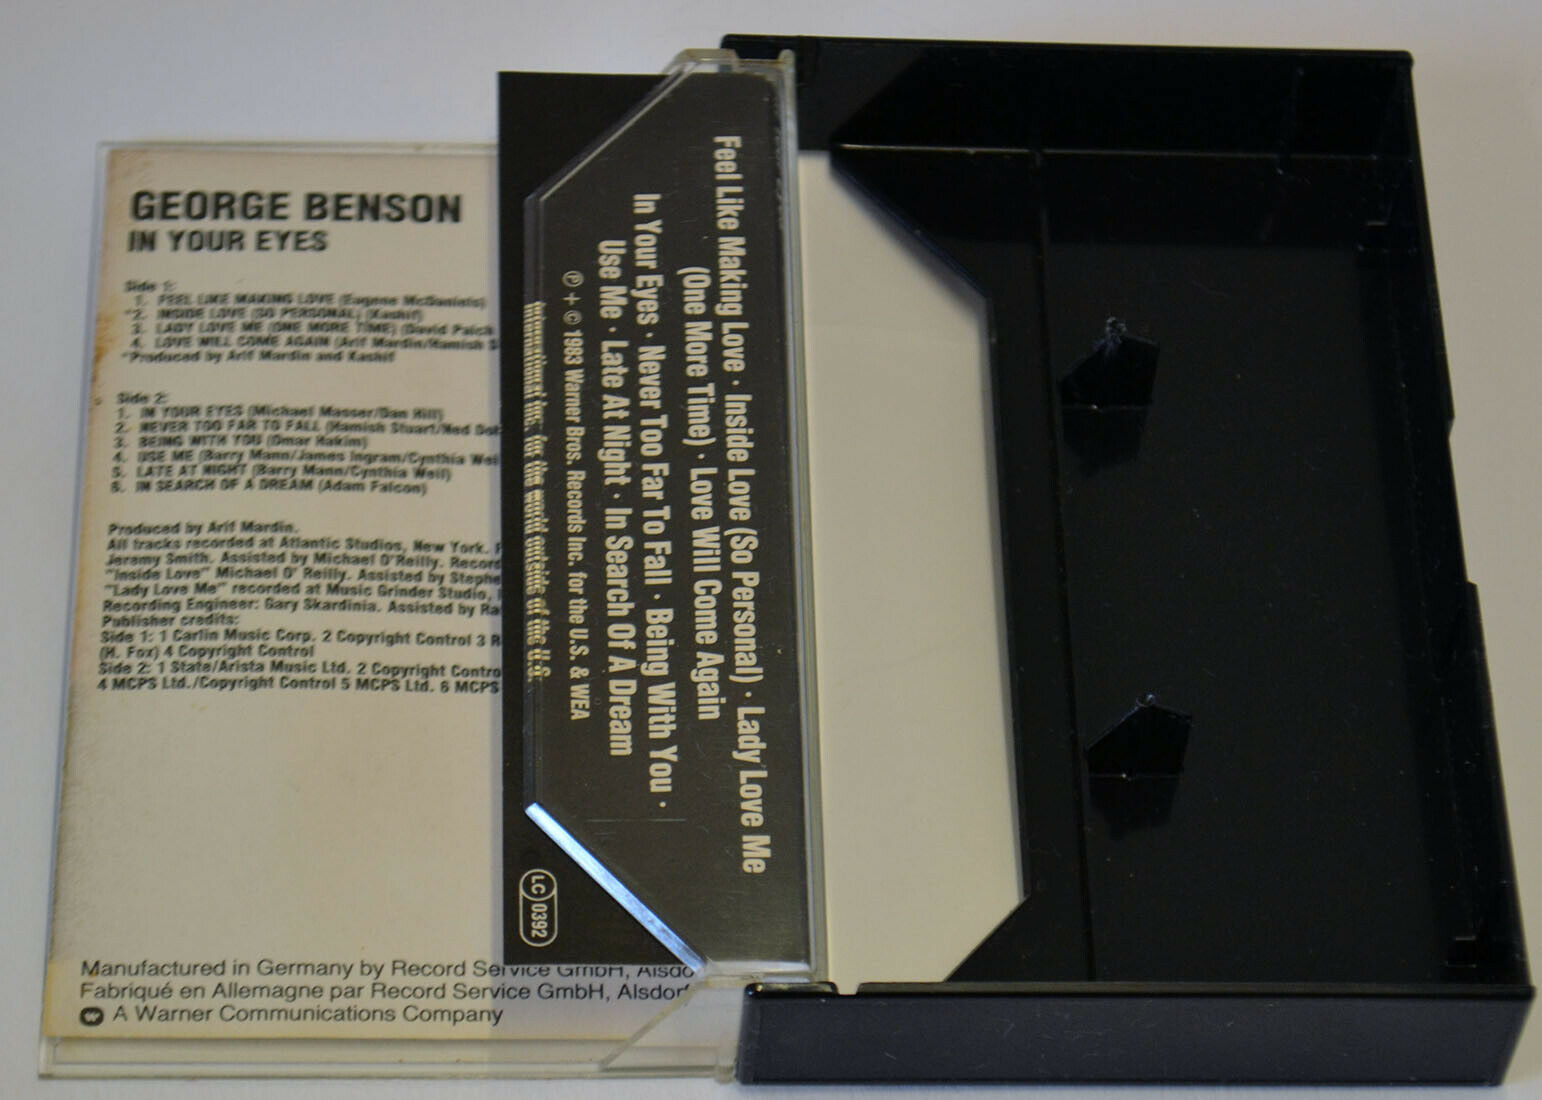 GEORGE BENSON
IN YOUR EYES
Side 1:
1. FEEL LIKE MAKING LOVE (Eugene McDaniels)
*2. INSIDE LOVE (SO PERSONAL) (Kashif)
3. LADY LOVE ME (ONE MORE TIME) (David Paich
4. LOVE WILL COME AGAIN (Arif Mardin/Hamish S
*Produced by Arif Mardin and Kashif
Side 2:
1. IN YOUR EYES (Michael Masser/Dan Hill)
2. NEVER TOO FAR TO FALL (Hamish Stuart/Ned
3. BEING WITH YOU (Omar Hakim)
4. USE ME (Barry Mann/James Ingram/Cynthia Wei
5. LATE AT NIGHT (Barry Mann/Cynthia Weil)
6. IN SEARCH OF A DREAM (Adam Falcon)
Produced by Arif Mardin.
All tracks recorded at Atlantic Studios, New York.
Jeremy Smith. Assisted by Michael O'Reilly. Record
"Inside Love" Michael O' Reilly. Assisted by Stephe
"Lady Love Me" recorded at Music Grinder Studio,
Recording Engineer: Gary Skardinia. Assisted by Ra
Publisher credits:
Side 1: 1 Carlin Music Corp. 2 Copyright Control 3 R
(H. Fox) 4 Copyright Control
Side 2: 1 State/Arista Music Ltd. 2 Copyright Contro
4 MCPS Ltd./Copyright Control 5 MCPS Ltd. 6 MCPS
Manufactured in Germany by Record Service GmbH, Alsdo
Fabriqué en Allemagne par Record Service GmbH, Alsdorf
A Warner Communications Company
Feel Like Making Love · Inside Love (So Personal) · Lady Love Me
(One More Time) · Love Will Come Again
In Your Eyes · Never Too Far To Fall · Being With You ·
Use Me · Late At Night · In Search Of A Dream
℗ + © 1983 Warner Bros. Records Inc. for the U.S. & WEA
International Inc. for the world outside of the U.S.
LC 0392